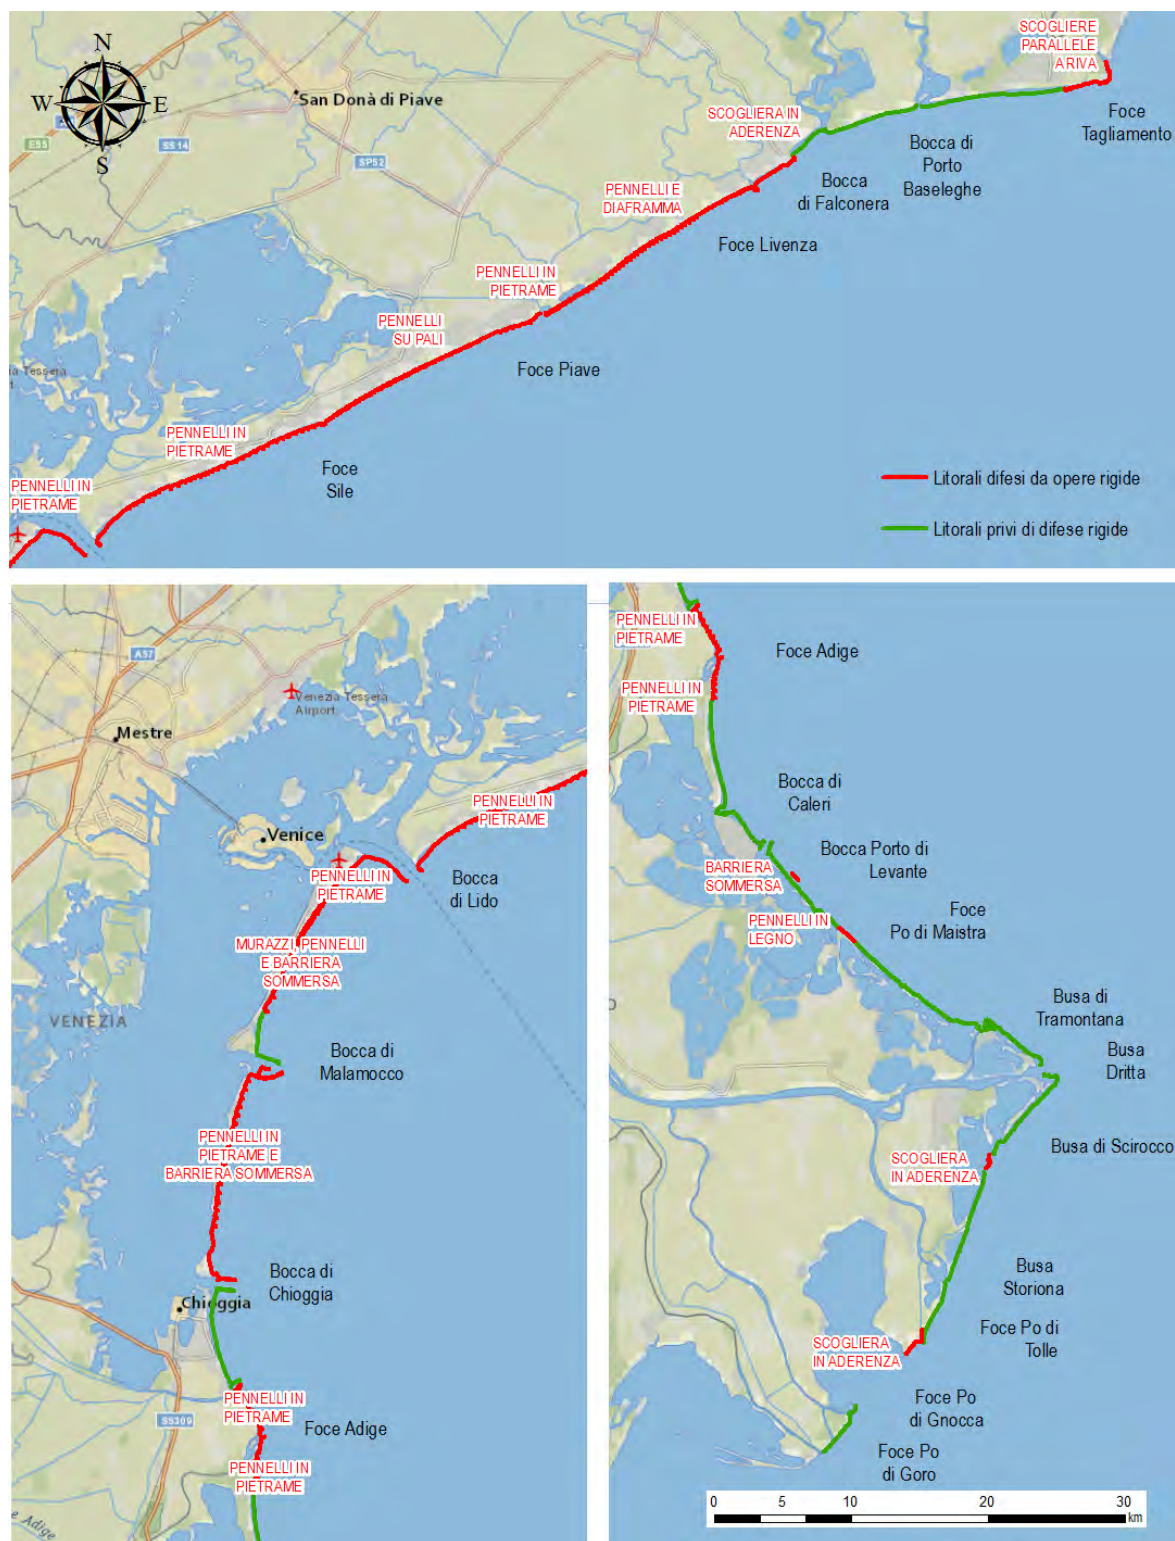 SCOGLIERE
PARALLELE
A RIVA
N
W
E
S
San Donà di Piave
E55
SS 14
SP52
SCOGLIERA IN
ADERENZA
Foce
Tagliamento
Bocca di
Porto
Baseleghe
Bocca
di Falconera
PENNELLI E
DIAFRAMMA
Foce Livenza
PENNELLI IN
PIETRAME
PENNELLI
SU PALI
Foce Piave
PENNELLI IN
PIETRAME
Foce
Sile
PENNELLI IN
PIETRAME
Litorali difesi da opere rigide
Litorali privi di difese rigide
A57
Venezia Tessera
Airport
Mestre
Venice
PENNELLI IN
PIETRAME
PENNELLI IN
PIETRAME
Bocca
di Lido
MURAZZI, PENNELLI
E BARRIERA
SOMMERSA
VENEZIA
Bocca di
Malamocco
PENNELLI IN
PIETRAME E
BARRIERA SOMMERSA
Bocca di
Chioggia
Chioggia
PENNELLI IN
PIETRAME
SS309
Foce Adige
PENNELLI IN
PIETRAME
Adige
PENNELLI IN
PIETRAME
Foce Adige
PENNELLI IN
PIETRAME
Bocca di
Caleri
Bocca Porto di
Levante
BARRIERA
SOMMERSA
Foce
Po di Maistra
PENNELLI IN
LEGNO
Busa di
Tramontana
Busa
Dritta
Busa di Scirocco
SCOGLIERA
IN ADERENZA
Busa
Storiona
Foce Po di
Tolle
SCOGLIERA
IN ADERENZA
Foce Po
di Gnocca
Foce Po
di Goro
0 5 10 20 30
km